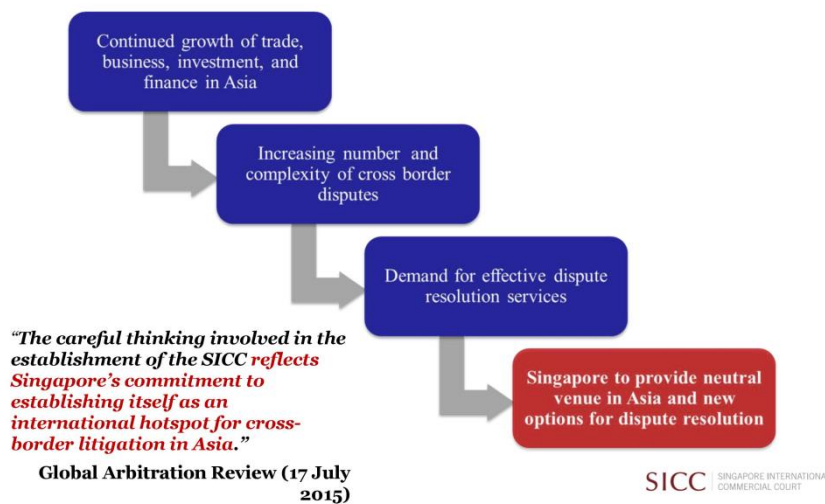 Continued growth of trade,
business, investment, and
finance in Asia
Increasing number and
complexity of cross border
disputes
Demand for effective dispute
resolution services
Singapore to provide neutral
venue in Asia and new
options for dispute resolution
“The careful thinking involved in the
establishment of the SICC reflects
Singapore’s commitment to
establishing itself as an
international hotspot for cross-
border litigation in Asia.”
Global Arbitration Review (17 July
2015)
SICC
SINGAPORE INTERNATIONAL
COMMERCIAL COURT